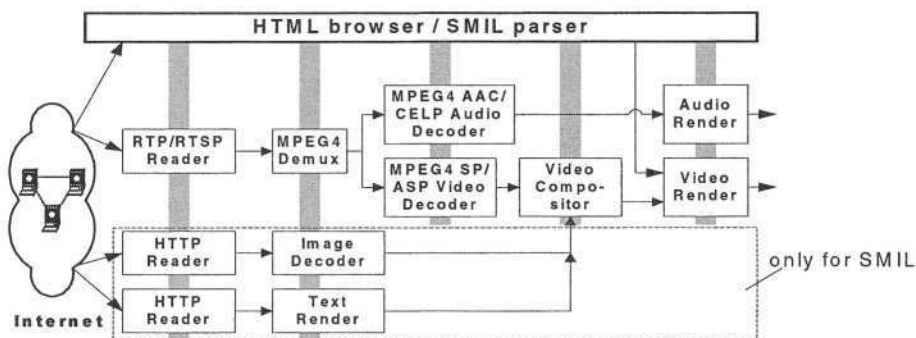 HTML browser / SMIL parser
MPEG4 AAC/
CELP Audio
Decoder
Audio
Render
RTP/RTSP
Reader
MPEG4
Demux
MPEG4 SP/
ASP Video
Decoder
Video
Compo-
sitor
Video
Render
HTTP
Reader
Image
Decoder
only for SMIL
HTTP
Reader
Text
Render
Internet